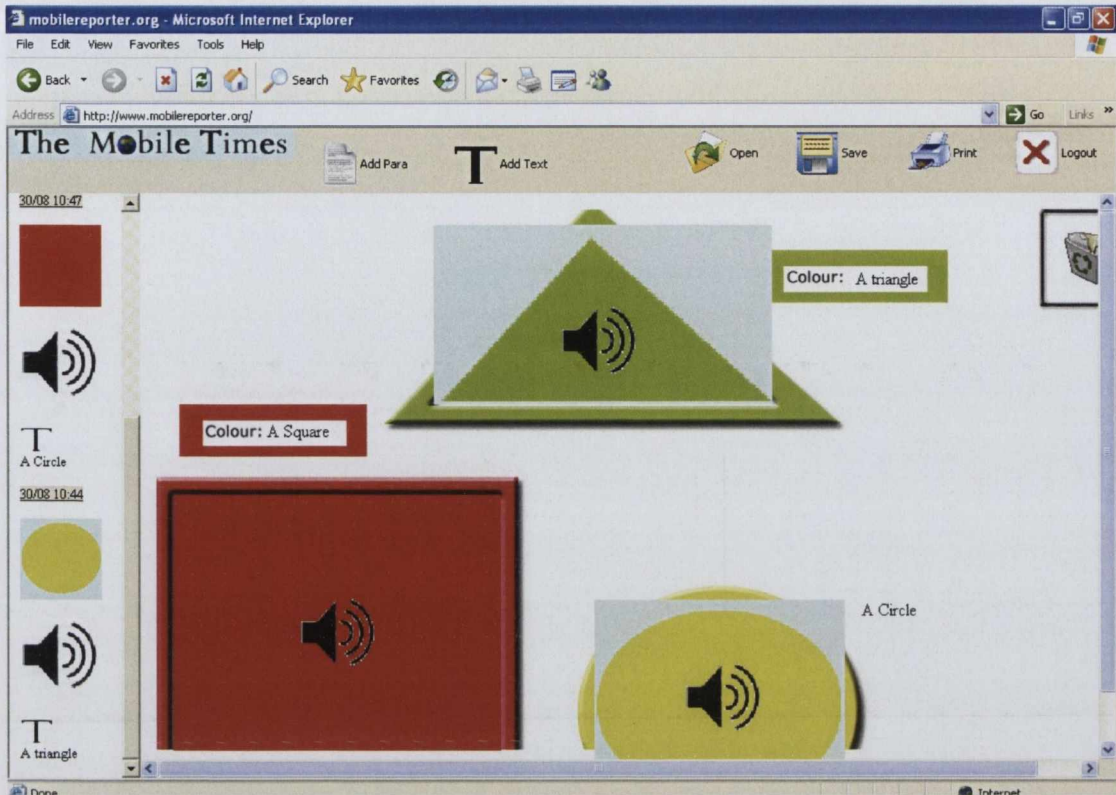 mobilereporter.org - Microsoft Internet Explorer
File Edit View Favorites Tools Help
Back Search Favorites
Address http://www.mobilereporter.org/ Go Links »
The Mobile Times
Add Para
T Add Text
Open
Save
Print
Logout
30/08 10:47
T
A Circle
30/08 10:44
T
A triangle
Colour: A triangle
Colour: A Square
A Circle
Done
Internet